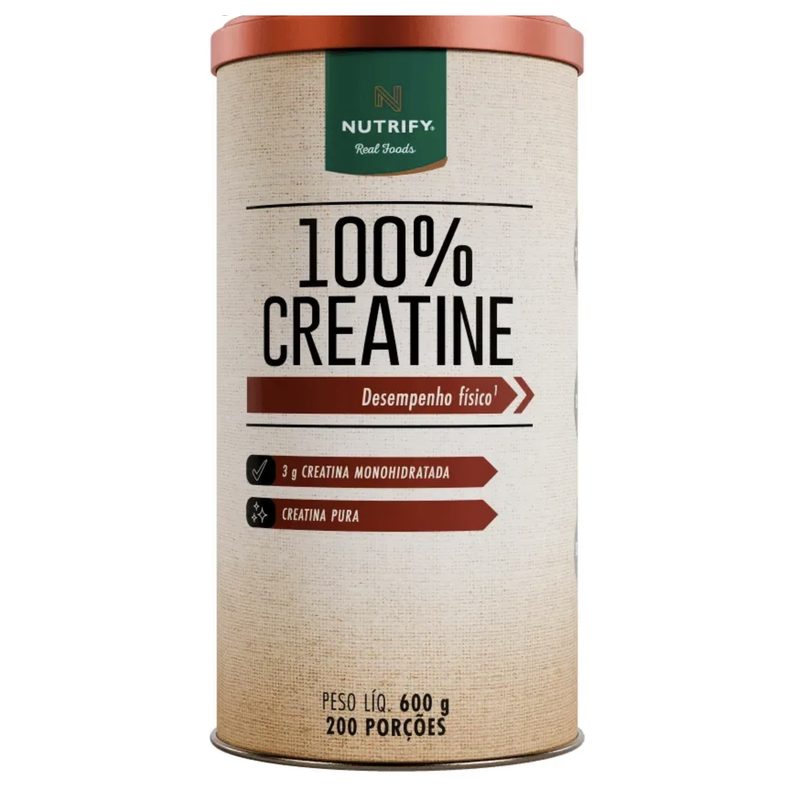 NUTRIFY®
Real Foods
100%
CREATINE
Desempenho físico¹
3 g CREATINA MONOHIDRATADA
CREATINA PURA
PESO LÍQ. 600 g
200 PORÇÕES